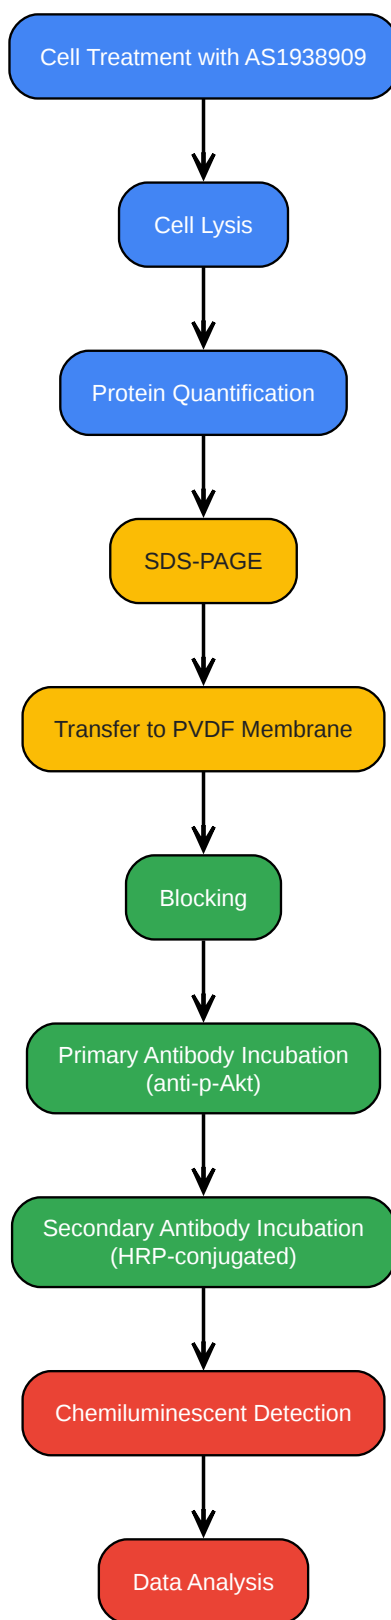 Cell Treatment with AS1938909
Cell Lysis
Protein Quantification
SDS-PAGE
Transfer to PVDF Membrane
Blocking
Primary Antibody Incubation
(anti-p-Akt)
Secondary Antibody Incubation
(HRP-conjugated)
Chemiluminescent Detection
Data Analysis